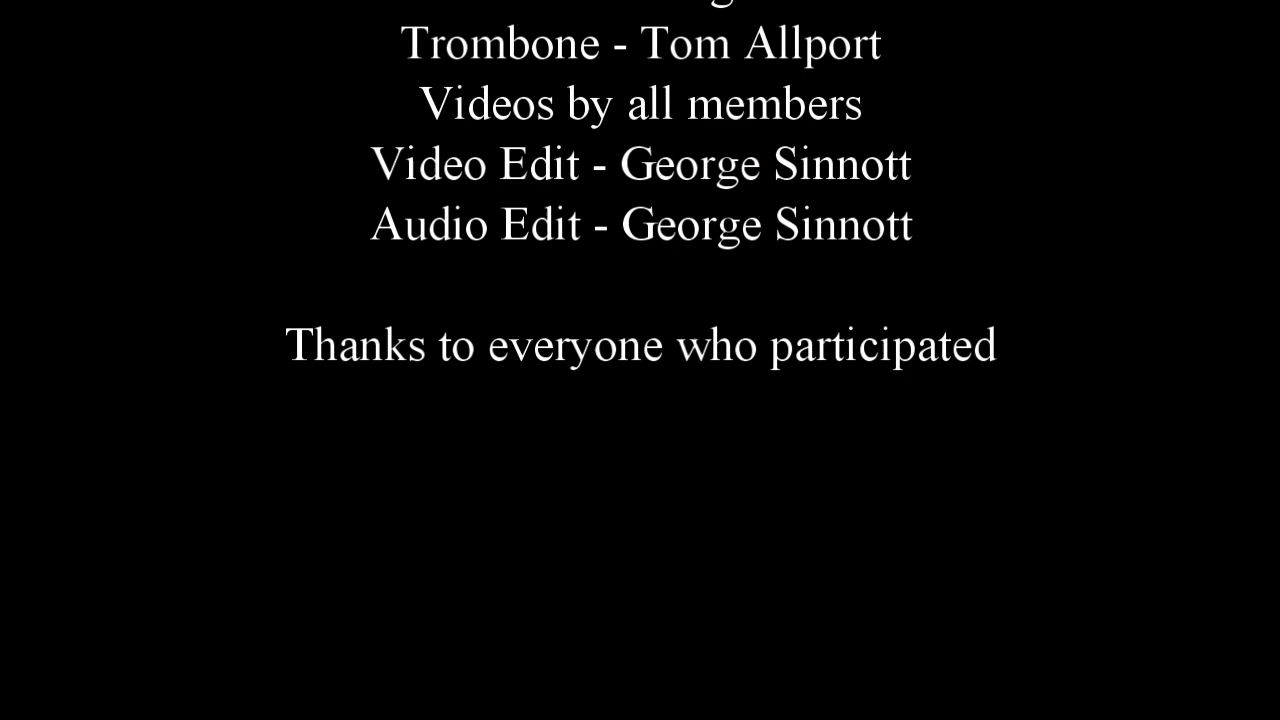 Trombone - Tom Allport
Videos by all members
Video Edit - George Sinnott
Audio Edit - George Sinnott
Thanks to everyone who participated